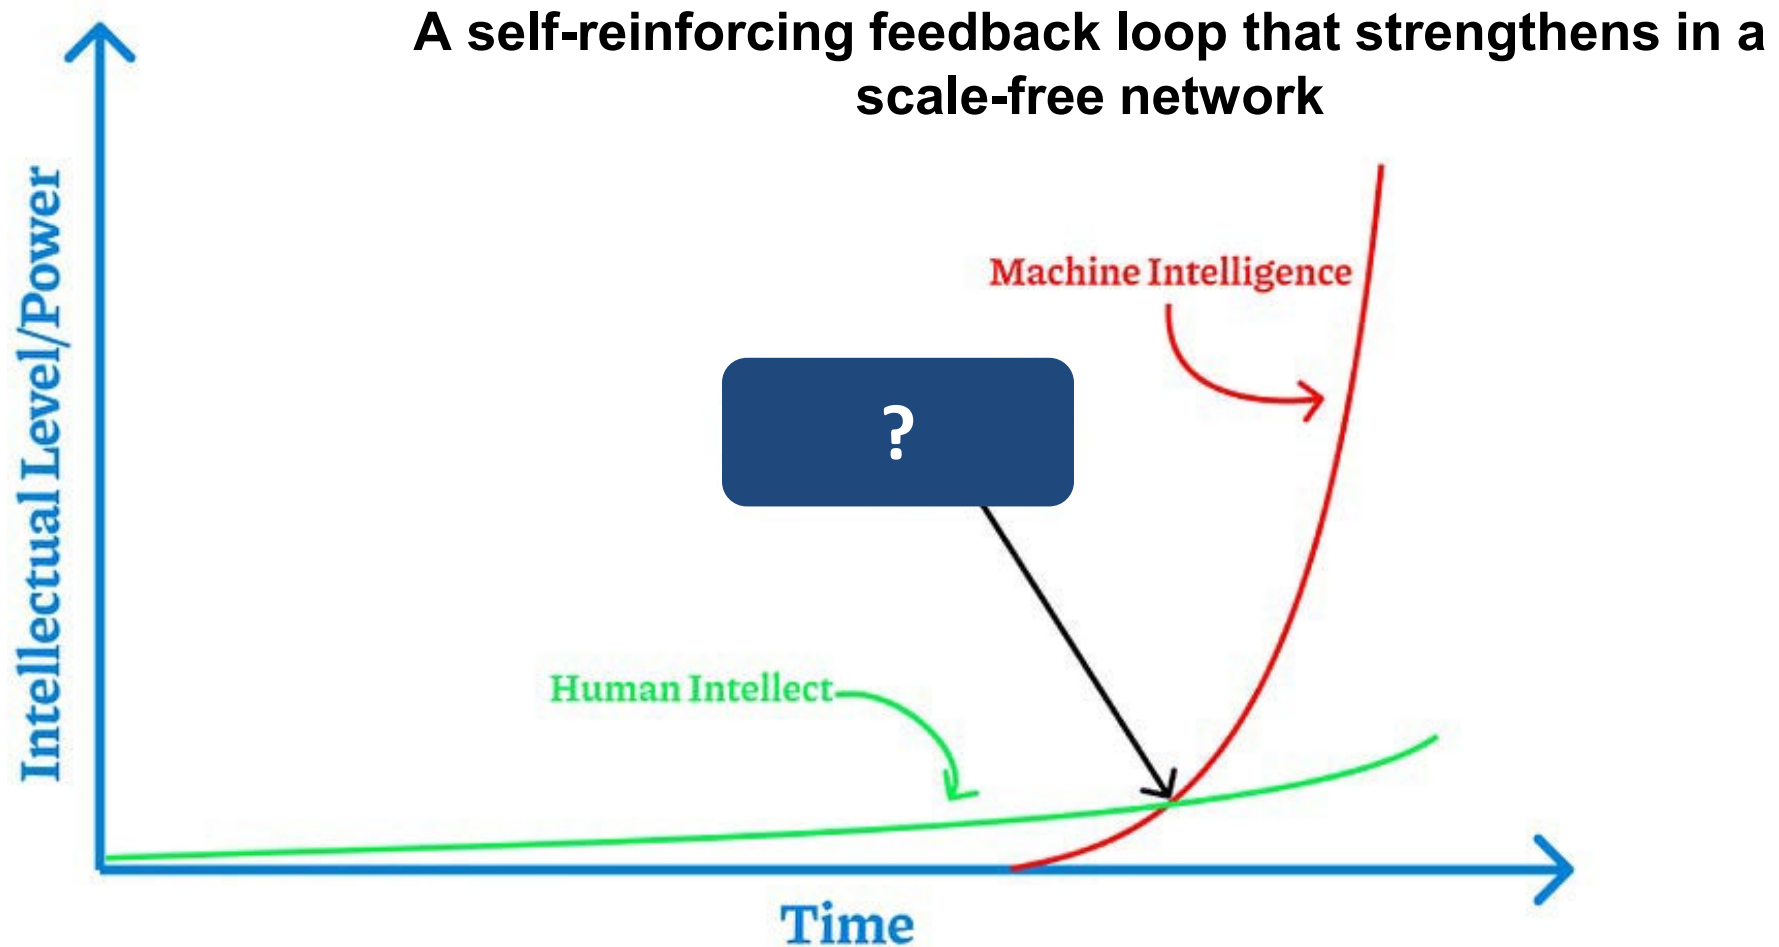 A self-reinforcing feedback loop that strengthens in a
scale-free network
Intellectual Level/Power
Machine Intelligence
?
Human Intellect
Time